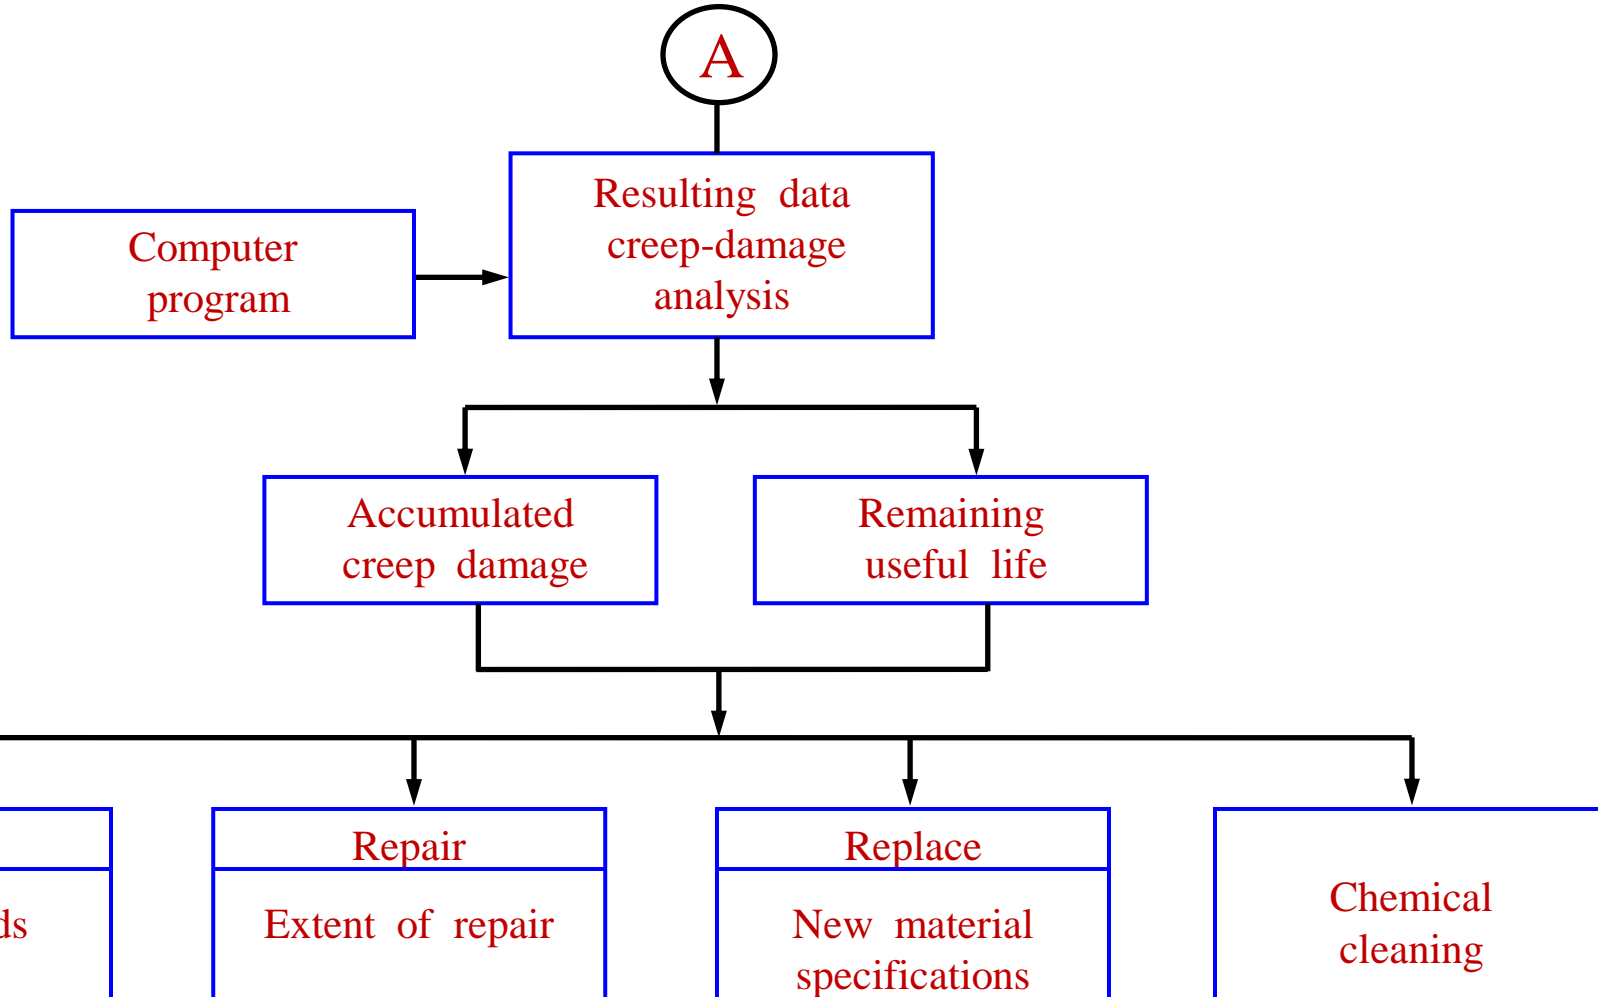 A
Resulting data
creep-damage
analysis
Computer
program
Accumulated
creep damage
Remaining
useful life
Repair
Extent of repair
Replace
New material
specifications
Chemical
cleaning